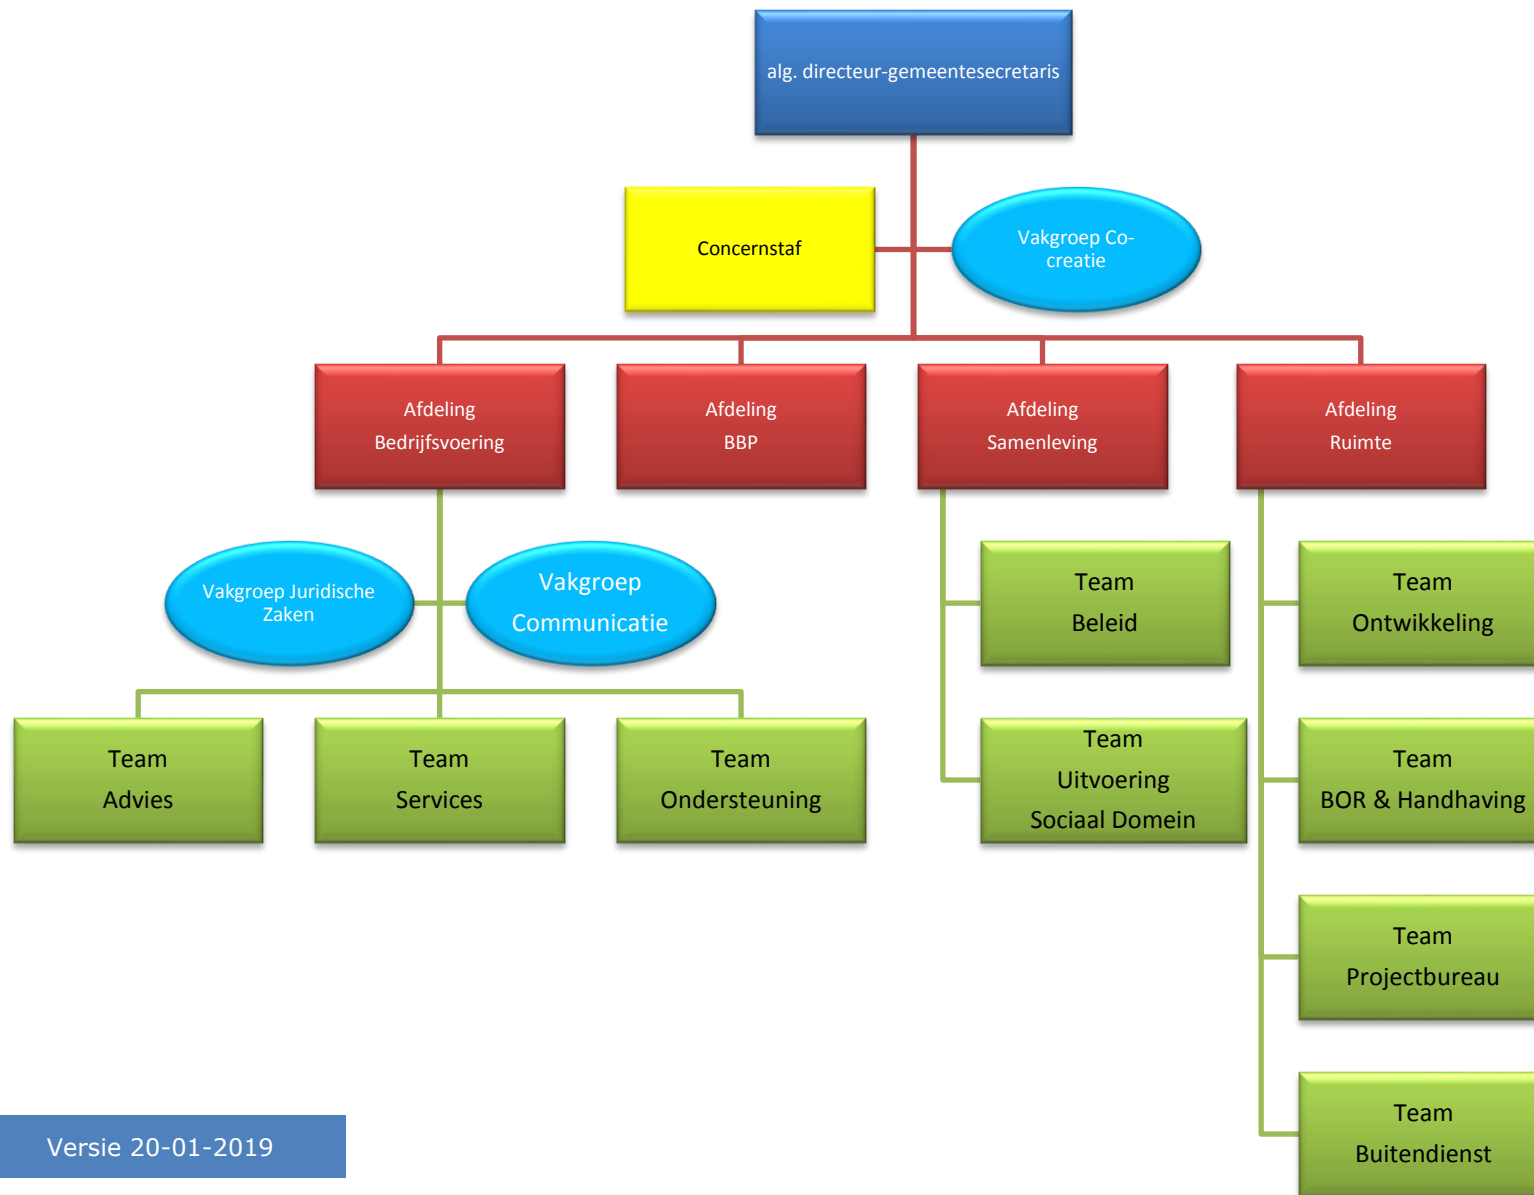 alg. directeur-gemeentesecretaris
Concernstaf
Vakgroep Co-
creatie
Afdeling
Bedrijfsvoering
Afdeling
BBP
Afdeling
Samenleving
Afdeling
Ruimte
Vakgroep Juridische
Zaken
Vakgroep
Communicatie
Team
Beleid
Team
Ontwikkeling
Team
Advies
Team
Services
Team
Ondersteuning
Team
Uitvoering
Sociaal Domein
Team
BOR & Handhaving
Team
Projectbureau
Team
Buitendienst
Versie 20-01-2019